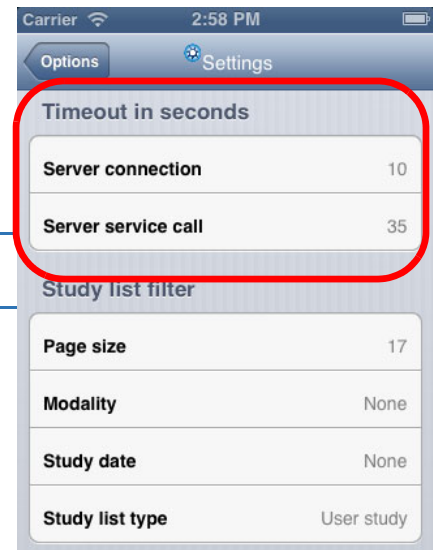 Carrier 2:58 PM
Options Settings
Timeout in seconds
Server connection 10
Server service call 35
Study list filter
Page size 17
Modality None
Study date None
Study list type User study